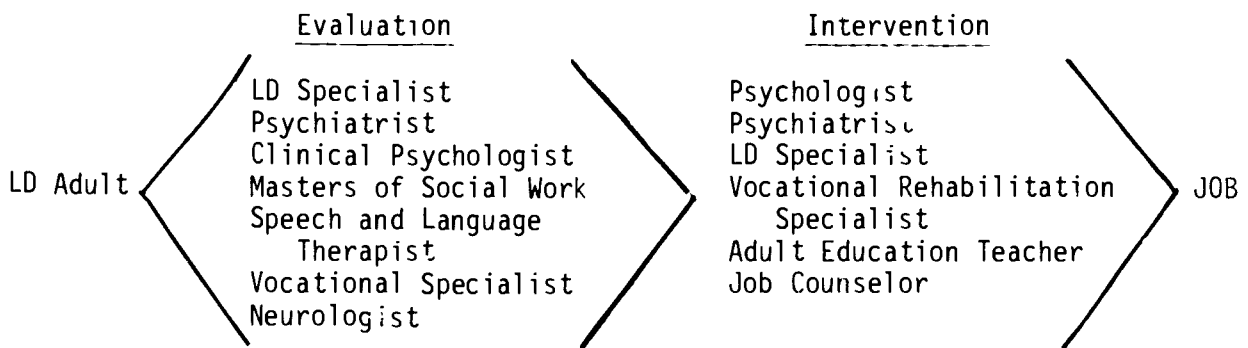 Evaluation
Intervention
LD Adult
LD Specialist
Psychiatrist
Clinical Psychologist
Masters of Social Work
Speech and Language
Therapist
Vocational Specialist
Neurologist
Psychologist
Psychiatrist
LD Specialist
Vocational Rehabilitation
Specialist
Adult Education Teacher
Job Counselor
JOB